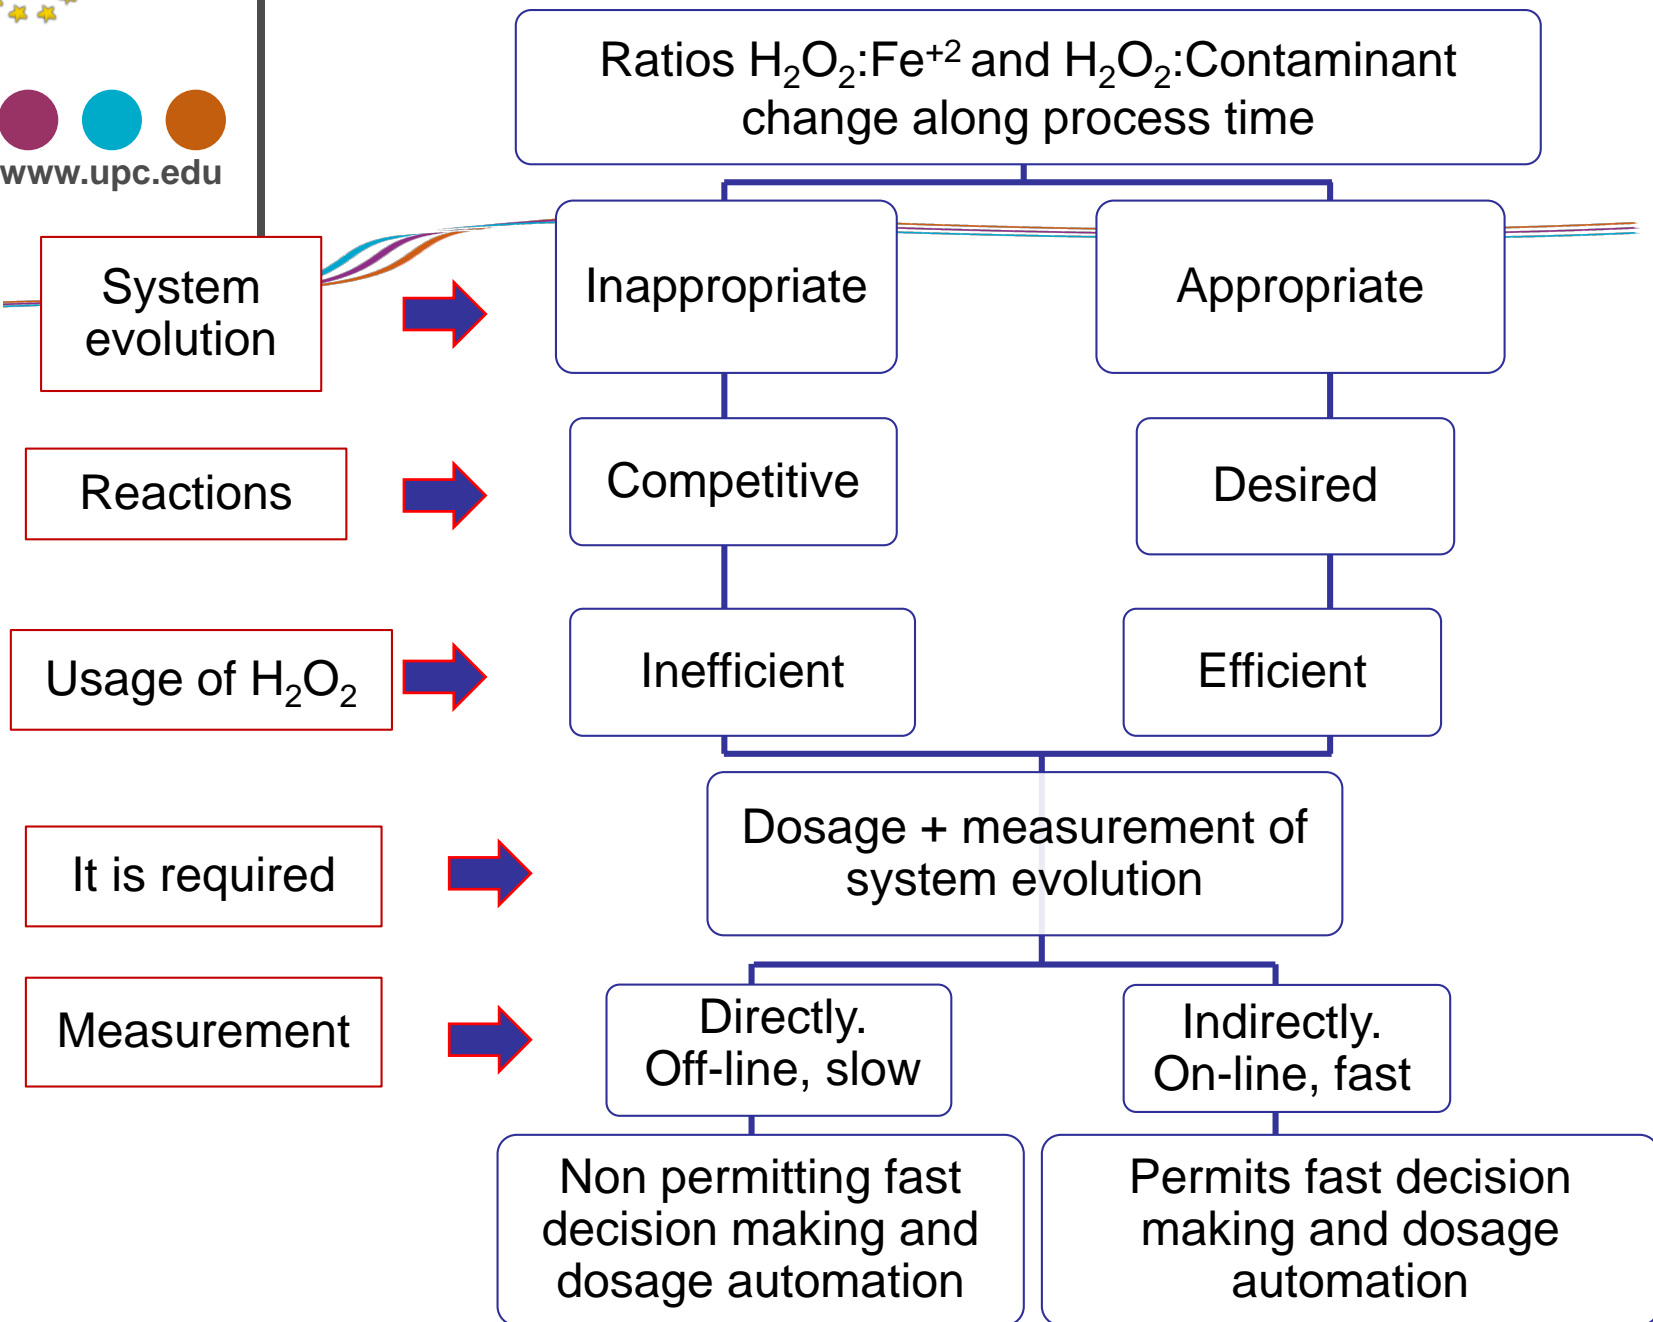 Ratios H₂O₂:Fe⁺² and H₂O₂:Contaminant
change along process time
www.upc.edu
System
evolution
Inappropriate
Appropriate
Reactions
Competitive
Desired
Usage of H₂O₂
Inefficient
Efficient
It is required
Dosage + measurement of
system evolution
Measurement
Directly.
Off-line, slow
Indirectly.
On-line, fast
Non permitting fast
decision making and
dosage automation
Permits fast decision
making and dosage
automation